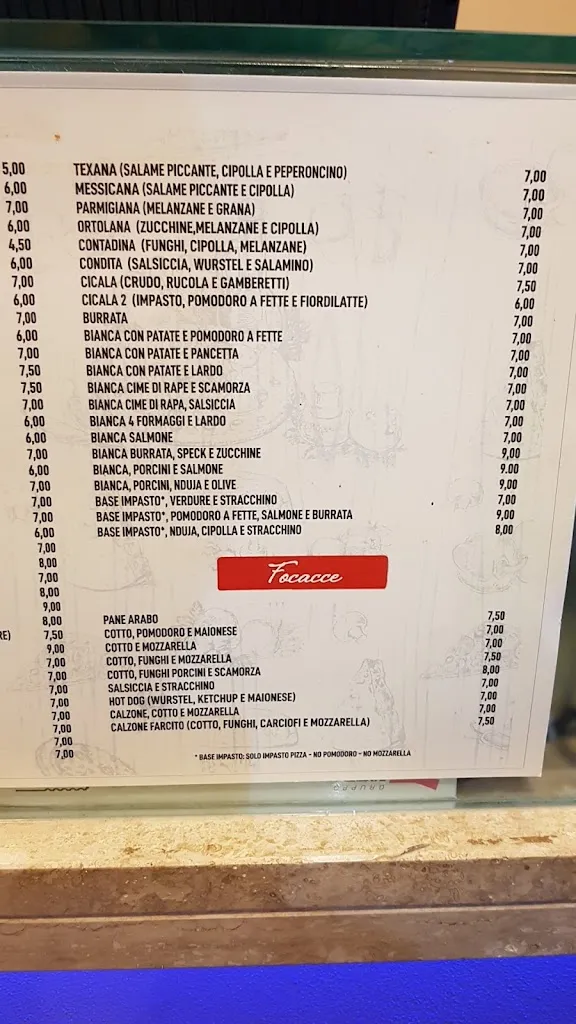 5,00
6,00
7,00
6,00
4,50
6,00
7,00
6,00
7,00
6,00
7,00
7,50
7,50
7,00
6,00
6,00
7,00
6,00
7,00
7,00
7,00
6,00
7,00
8,00
7,00
8,00
9,00
8,00
RE) 7,50
9,00
7,00
7,00
7,00
7,00
7,00
7,00
7,00
TEXANA (SALAME PICCANTE, CIPOLLA E PEPERONCINO) 7,00
MESSICANA (SALAME PICCANTE E CIPOLLA) 7,00
PARMIGIANA (MELANZANE E GRANA) 7,00
ORTOLANA (ZUCCHINE,MELANZANE E CIPOLLA) 7,00
CONTADINA (FUNGHI, CIPOLLA, MELANZANE) 7,00
CONDITA (SALSICCIA, WURSTEL E SALAMINO) 7,00
CICALA (CRUDO, RUCOLA E GAMBERETTI) 7,50
CICALA 2 (IMPASTO, POMODORO A FETTE E FIORDILATTE) 6,00
BURRATA 7,00
BIANCA CON PATATE E POMODORO A FETTE 7,00
BIANCA CON PATATE E PANCETTA 7,00
BIANCA CON PATATE E LARDO 7,00
BIANCA CIME DI RAPE E SCAMORZA 7,00
BIANCA CIME DI RAPA, SALSICCIA 7,00
BIANCA 4 FORMAGGI E LARDO 7,00
BIANCA SALMONE 7,00
BIANCA BURRATA, SPECK E ZUCCHINE 9,00
BIANCA, PORCINI E SALMONE 9.00
BIANCA, PORCINI, NDUJA E OLIVE 9,00
BASE IMPASTO*, VERDURE E STRACCHINO 7,00
BASE IMPASTO*, POMODORO A FETTE, SALMONE E BURRATA 9,00
BASE IMPASTO*, NDUJA, CIPOLLA E STRACCHINO 8,00
Focacce
PANE ARABO 7,50
COTTO, POMODORO E MAIONESE 7,00
COTTO E MOZZARELLA 7,00
COTTO, FUNGHI E MOZZARELLA 7,50
COTTO, FUNGHI PORCINI E SCAMORZA 8,00
SALSICCIA E STRACCHINO 7,00
HOT DOG (WURSTEL, KETCHUP E MAIONESE) 7,00
CALZONE, COTTO E MOZZARELLA 7,00
CALZONE FARCITO (COTTO, FUNGHI, CARCIOFI E MOZZARELLA) 7,50
* BASE IMPASTO: SOLO IMPASTO PIZZA - NO POMODORO - NO MOZZARELLA
GRUPPO